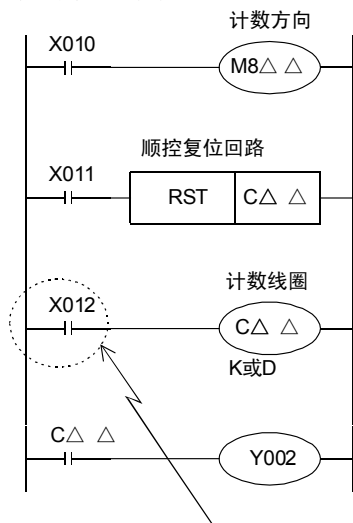 计数方向
X010
M8△ △
顺控复位回路
X011
RST C△ △
计数线圈
X012
C△ △
K或D
C△ △
Y002